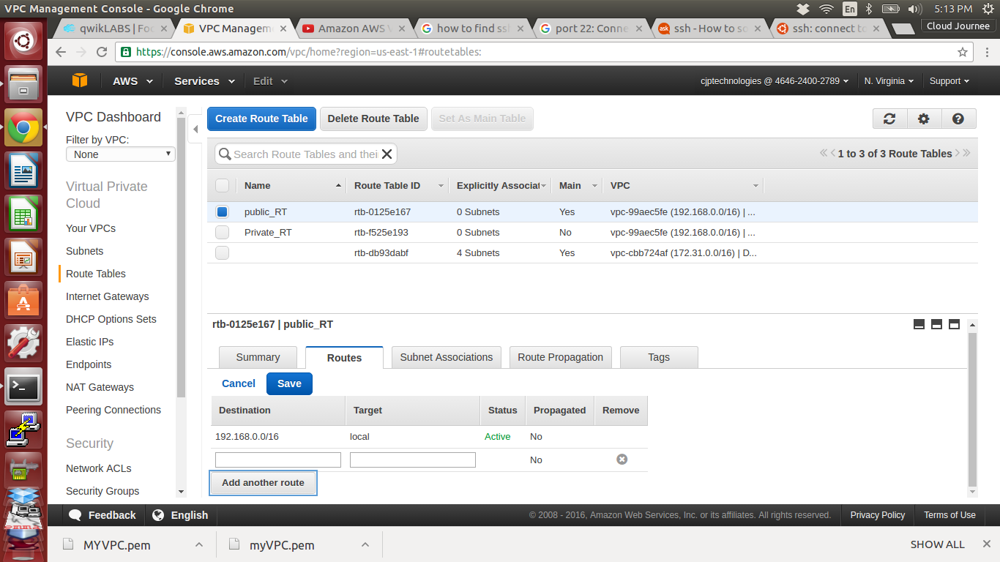 VPC Management Console - Google Chrome
En
5:13 PM
qwikLABS | Foc
VPC Managem
Amazon AWS V
how to find ssh
port 22: Conne
ssh - How to so
ssh: connect to
Cloud Journee
https://console.aws.amazon.com/vpc/home?region=us-east-1#routetables:
AWS
Services
Edit
cjptechnologies @ 4646-2400-2789
N. Virginia
Support
VPC Dashboard
Filter by VPC:
None
Virtual Private
Cloud
Your VPCs
Subnets
Route Tables
Internet Gateways
DHCP Options Sets
Elastic IPs
Endpoints
NAT Gateways
Peering Connections
Security
Network ACLs
Security Groups
Create Route Table
Delete Route Table
Set As Main Table
Search Route Tables and thei
1 to 3 of 3 Route Tables
Name Route Table ID Explicitly Associat Main VPC
public_RT rtb-0125e167 0 Subnets Yes vpc-99aec5fe (192.168.0.0/16) | ...
Private_RT rtb-f525e193 0 Subnets No vpc-99aec5fe (192.168.0.0/16) | ...
rtb-db93dabf 4 Subnets Yes vpc-cbb724af (172.31.0.0/16) | D...
rtb-0125e167 | public_RT
Summary
Routes
Subnet Associations
Route Propagation
Tags
Cancel
Save
Destination Target Status Propagated Remove
192.168.0.0/16 local Active No
No
Add another route
Feedback
English
© 2008 - 2016, Amazon Web Services, Inc. or its affiliates. All rights reserved.
Privacy Policy
Terms of Use
MYVPC.pem
myVPC.pem
SHOW ALL